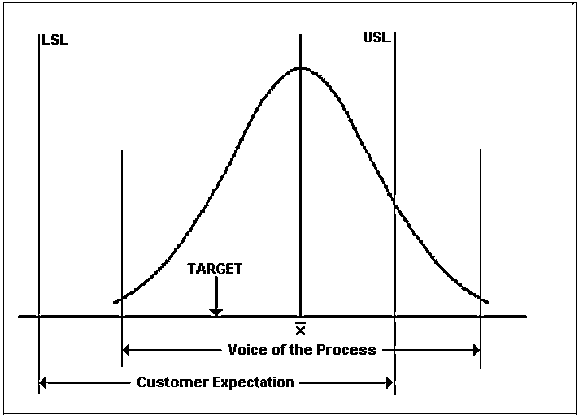 LSL
USL
TARGET
x̄
Voice of the Process
Customer Expectation